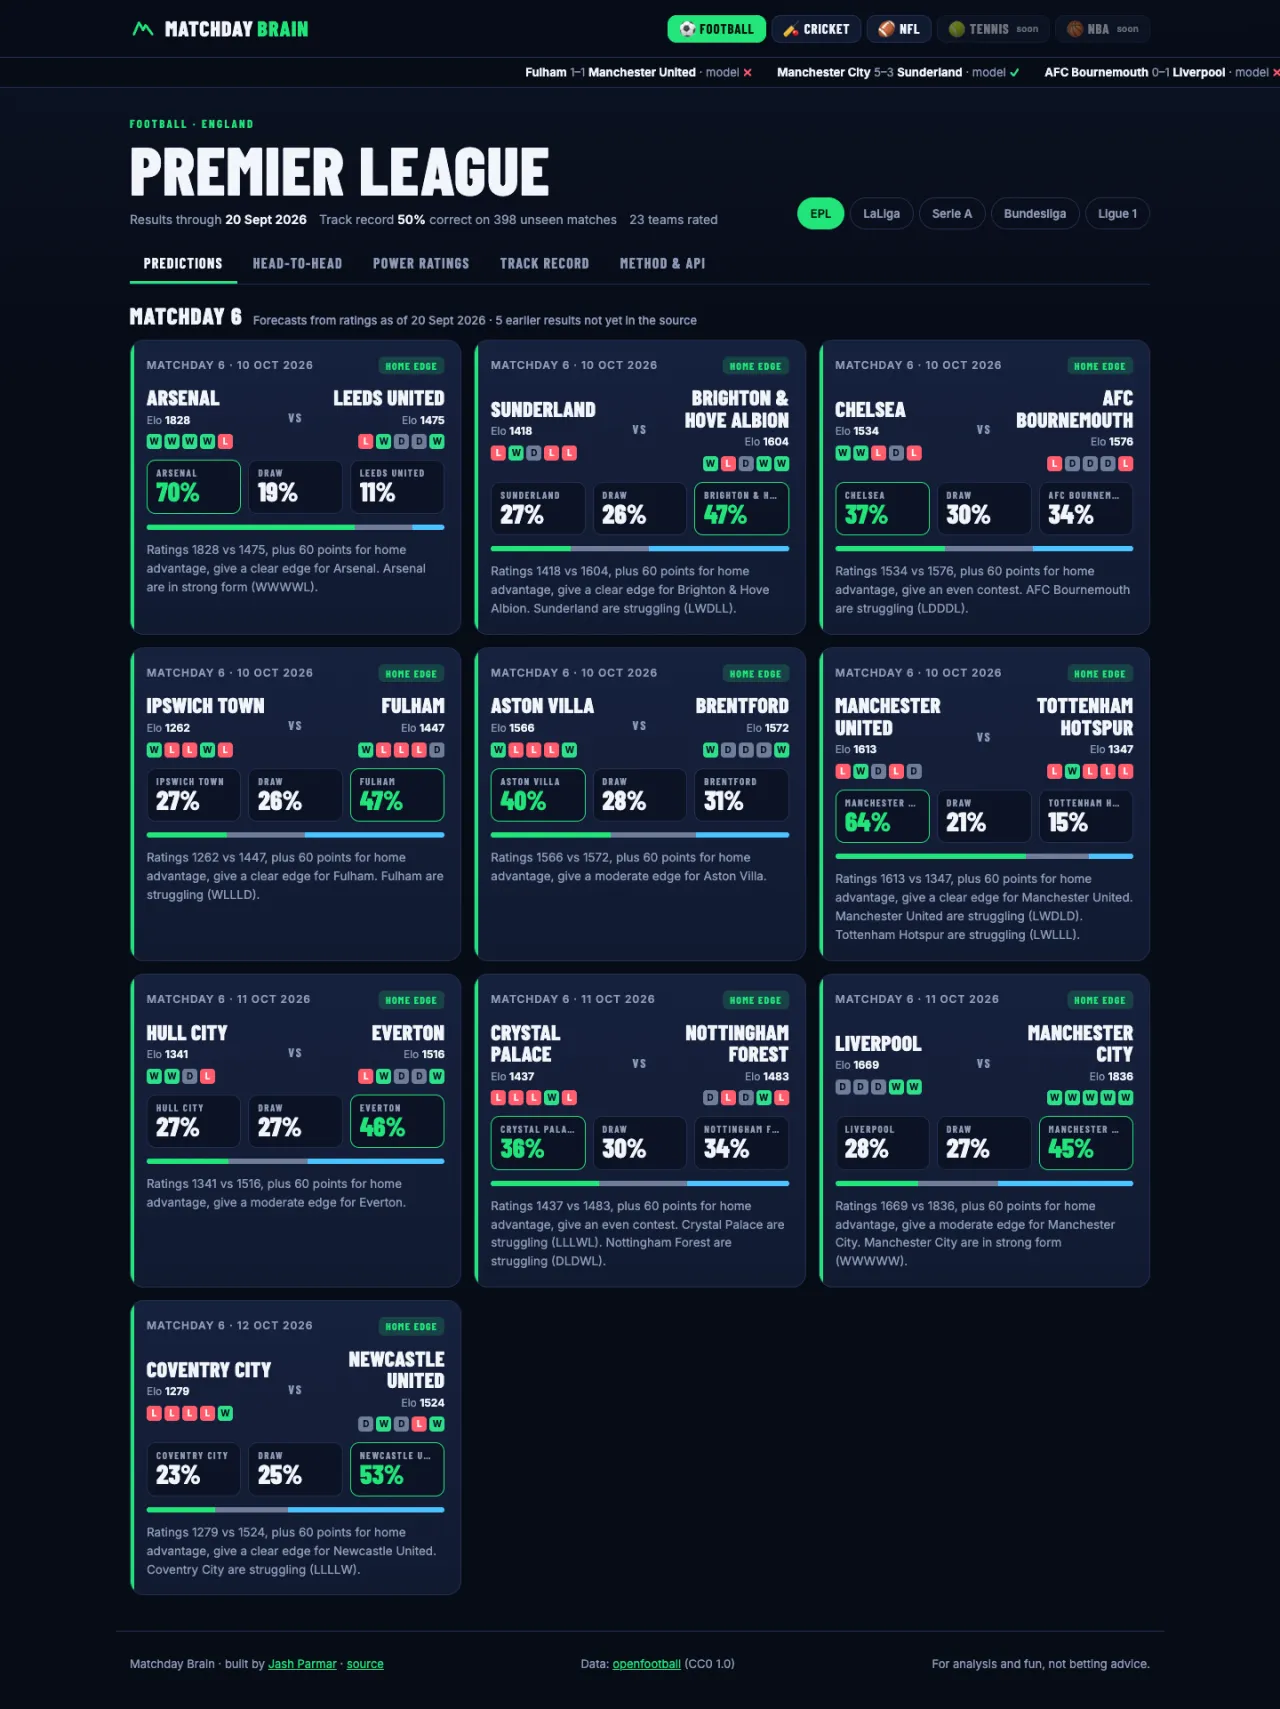 MATCHDAY BRAIN
FOOTBALL
CRICKET
NFL
TENNIS soon
NBA soon
Fulham 1–1 Manchester United · model ✕
Manchester City 5–3 Sunderland · model ✓
AFC Bournemouth 0–1 Liverpool · model ✕
FOOTBALL · ENGLAND
PREMIER LEAGUE
Results through 20 Sept 2026 Track record 50% correct on 398 unseen matches 23 teams rated
EPL
LaLiga
Serie A
Bundesliga
Ligue 1
PREDICTIONS
HEAD-TO-HEAD
POWER RATINGS
TRACK RECORD
METHOD & API
MATCHDAY 6 Forecasts from ratings as of 20 Sept 2026 · 5 earlier results not yet in the source
MATCHDAY 6 · 10 OCT 2026 HOME EDGE
ARSENAL VS LEEDS UNITED
Elo 1828 Elo 1475
W W W W L L W D D W
ARSENAL DRAW LEEDS UNITED
70% 19% 11%
Ratings 1828 vs 1475, plus 60 points for home
advantage, give a clear edge for Arsenal. Arsenal
are in strong form (WWWWL).
MATCHDAY 6 · 10 OCT 2026 HOME EDGE
SUNDERLAND VS BRIGHTON &
HOVE ALBION
Elo 1418 Elo 1604
L W D L L W L D W W
SUNDERLAND DRAW BRIGHTON & H...
27% 26% 47%
Ratings 1418 vs 1604, plus 60 points for home
advantage, give a clear edge for Brighton & Hove
Albion. Sunderland are struggling (LWDLL).
MATCHDAY 6 · 10 OCT 2026 HOME EDGE
CHELSEA VS AFC
BOURNEMOUTH
Elo 1534 Elo 1576
W W L D L L D D D L
CHELSEA DRAW AFC BOURNEM...
37% 30% 34%
Ratings 1534 vs 1576, plus 60 points for home
advantage, give an even contest. AFC Bournemouth
are struggling (LDDDL).
MATCHDAY 6 · 10 OCT 2026 HOME EDGE
IPSWICH TOWN VS FULHAM
Elo 1262 Elo 1447
W L L W L W L L L D
IPSWICH TOWN DRAW FULHAM
27% 26% 47%
Ratings 1262 vs 1447, plus 60 points for home
advantage, give a clear edge for Fulham. Fulham are
struggling (WLLLD).
MATCHDAY 6 · 10 OCT 2026 HOME EDGE
ASTON VILLA VS BRENTFORD
Elo 1566 Elo 1572
W L L L W W D D D W
ASTON VILLA DRAW BRENTFORD
40% 28% 31%
Ratings 1566 vs 1572, plus 60 points for home
advantage, give a moderate edge for Aston Villa.
MATCHDAY 6 · 10 OCT 2026 HOME EDGE
MANCHESTER
UNITED VS TOTTENHAM
HOTSPUR
Elo 1613 Elo 1347
L W D L D L W L L L
MANCHESTER ... DRAW TOTTENHAM H...
64% 21% 15%
Ratings 1613 vs 1347, plus 60 points for home
advantage, give a clear edge for Manchester United.
Manchester United are struggling (LWDLD).
Tottenham Hotspur are struggling (LWLLL).
MATCHDAY 6 · 11 OCT 2026 HOME EDGE
HULL CITY VS EVERTON
Elo 1341 Elo 1516
W W D L L W D D W
HULL CITY DRAW EVERTON
27% 27% 46%
Ratings 1341 vs 1516, plus 60 points for home
advantage, give a moderate edge for Everton.
MATCHDAY 6 · 11 OCT 2026 HOME EDGE
CRYSTAL
PALACE VS NOTTINGHAM
FOREST
Elo 1437 Elo 1483
L L L W L D L D W L
CRYSTAL PALA... DRAW NOTTINGHAM F...
36% 30% 34%
Ratings 1437 vs 1483, plus 60 points for home
advantage, give an even contest. Crystal Palace are
struggling (LLLWL). Nottingham Forest are
struggling (DLDWL).
MATCHDAY 6 · 11 OCT 2026 HOME EDGE
LIVERPOOL VS MANCHESTER
CITY
Elo 1669 Elo 1836
D D D W W W W W W W
LIVERPOOL DRAW MANCHESTER ...
28% 27% 45%
Ratings 1669 vs 1836, plus 60 points for home
advantage, give a moderate edge for Manchester
City. Manchester City are in strong form
(WWWWW).
MATCHDAY 6 · 12 OCT 2026 HOME EDGE
COVENTRY CITY VS NEWCASTLE
UNITED
Elo 1279 Elo 1524
L L L L W D W D L W
COVENTRY CITY DRAW NEWCASTLE U...
23% 25% 53%
Ratings 1279 vs 1524, plus 60 points for home
advantage, give a clear edge for Newcastle United.
Coventry City are struggling (LLLLW).
Matchday Brain · built by Jash Parmar · source
Data: openfootball (CC0 1.0)
For analysis and fun, not betting advice.